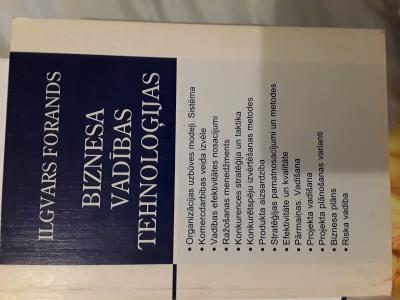 ILGVARS FORANDS
BIZNESA
VADĪBAS
TEHNOLOĢIJAS
• Organizācijas uzbūves modeļi. Sistēma
• Komercdarbības veida izvēle
• Vadības efektivitātes nosacījumi
• Ražošanas menedžments
• Konkurences stratēģija un taktika
• Konkurētspēju izvērtēšanas metodes
• Produkta aizsardzība
• Stratēģijas pamatnosacījumi un metodes
• Efektivitāte un kvalitāte
• Pārmaiņas. Vadīšana
• Projekta vadīšana
• Projekta plānošanas varianti
• Biznesa plāns
• Riska vadība